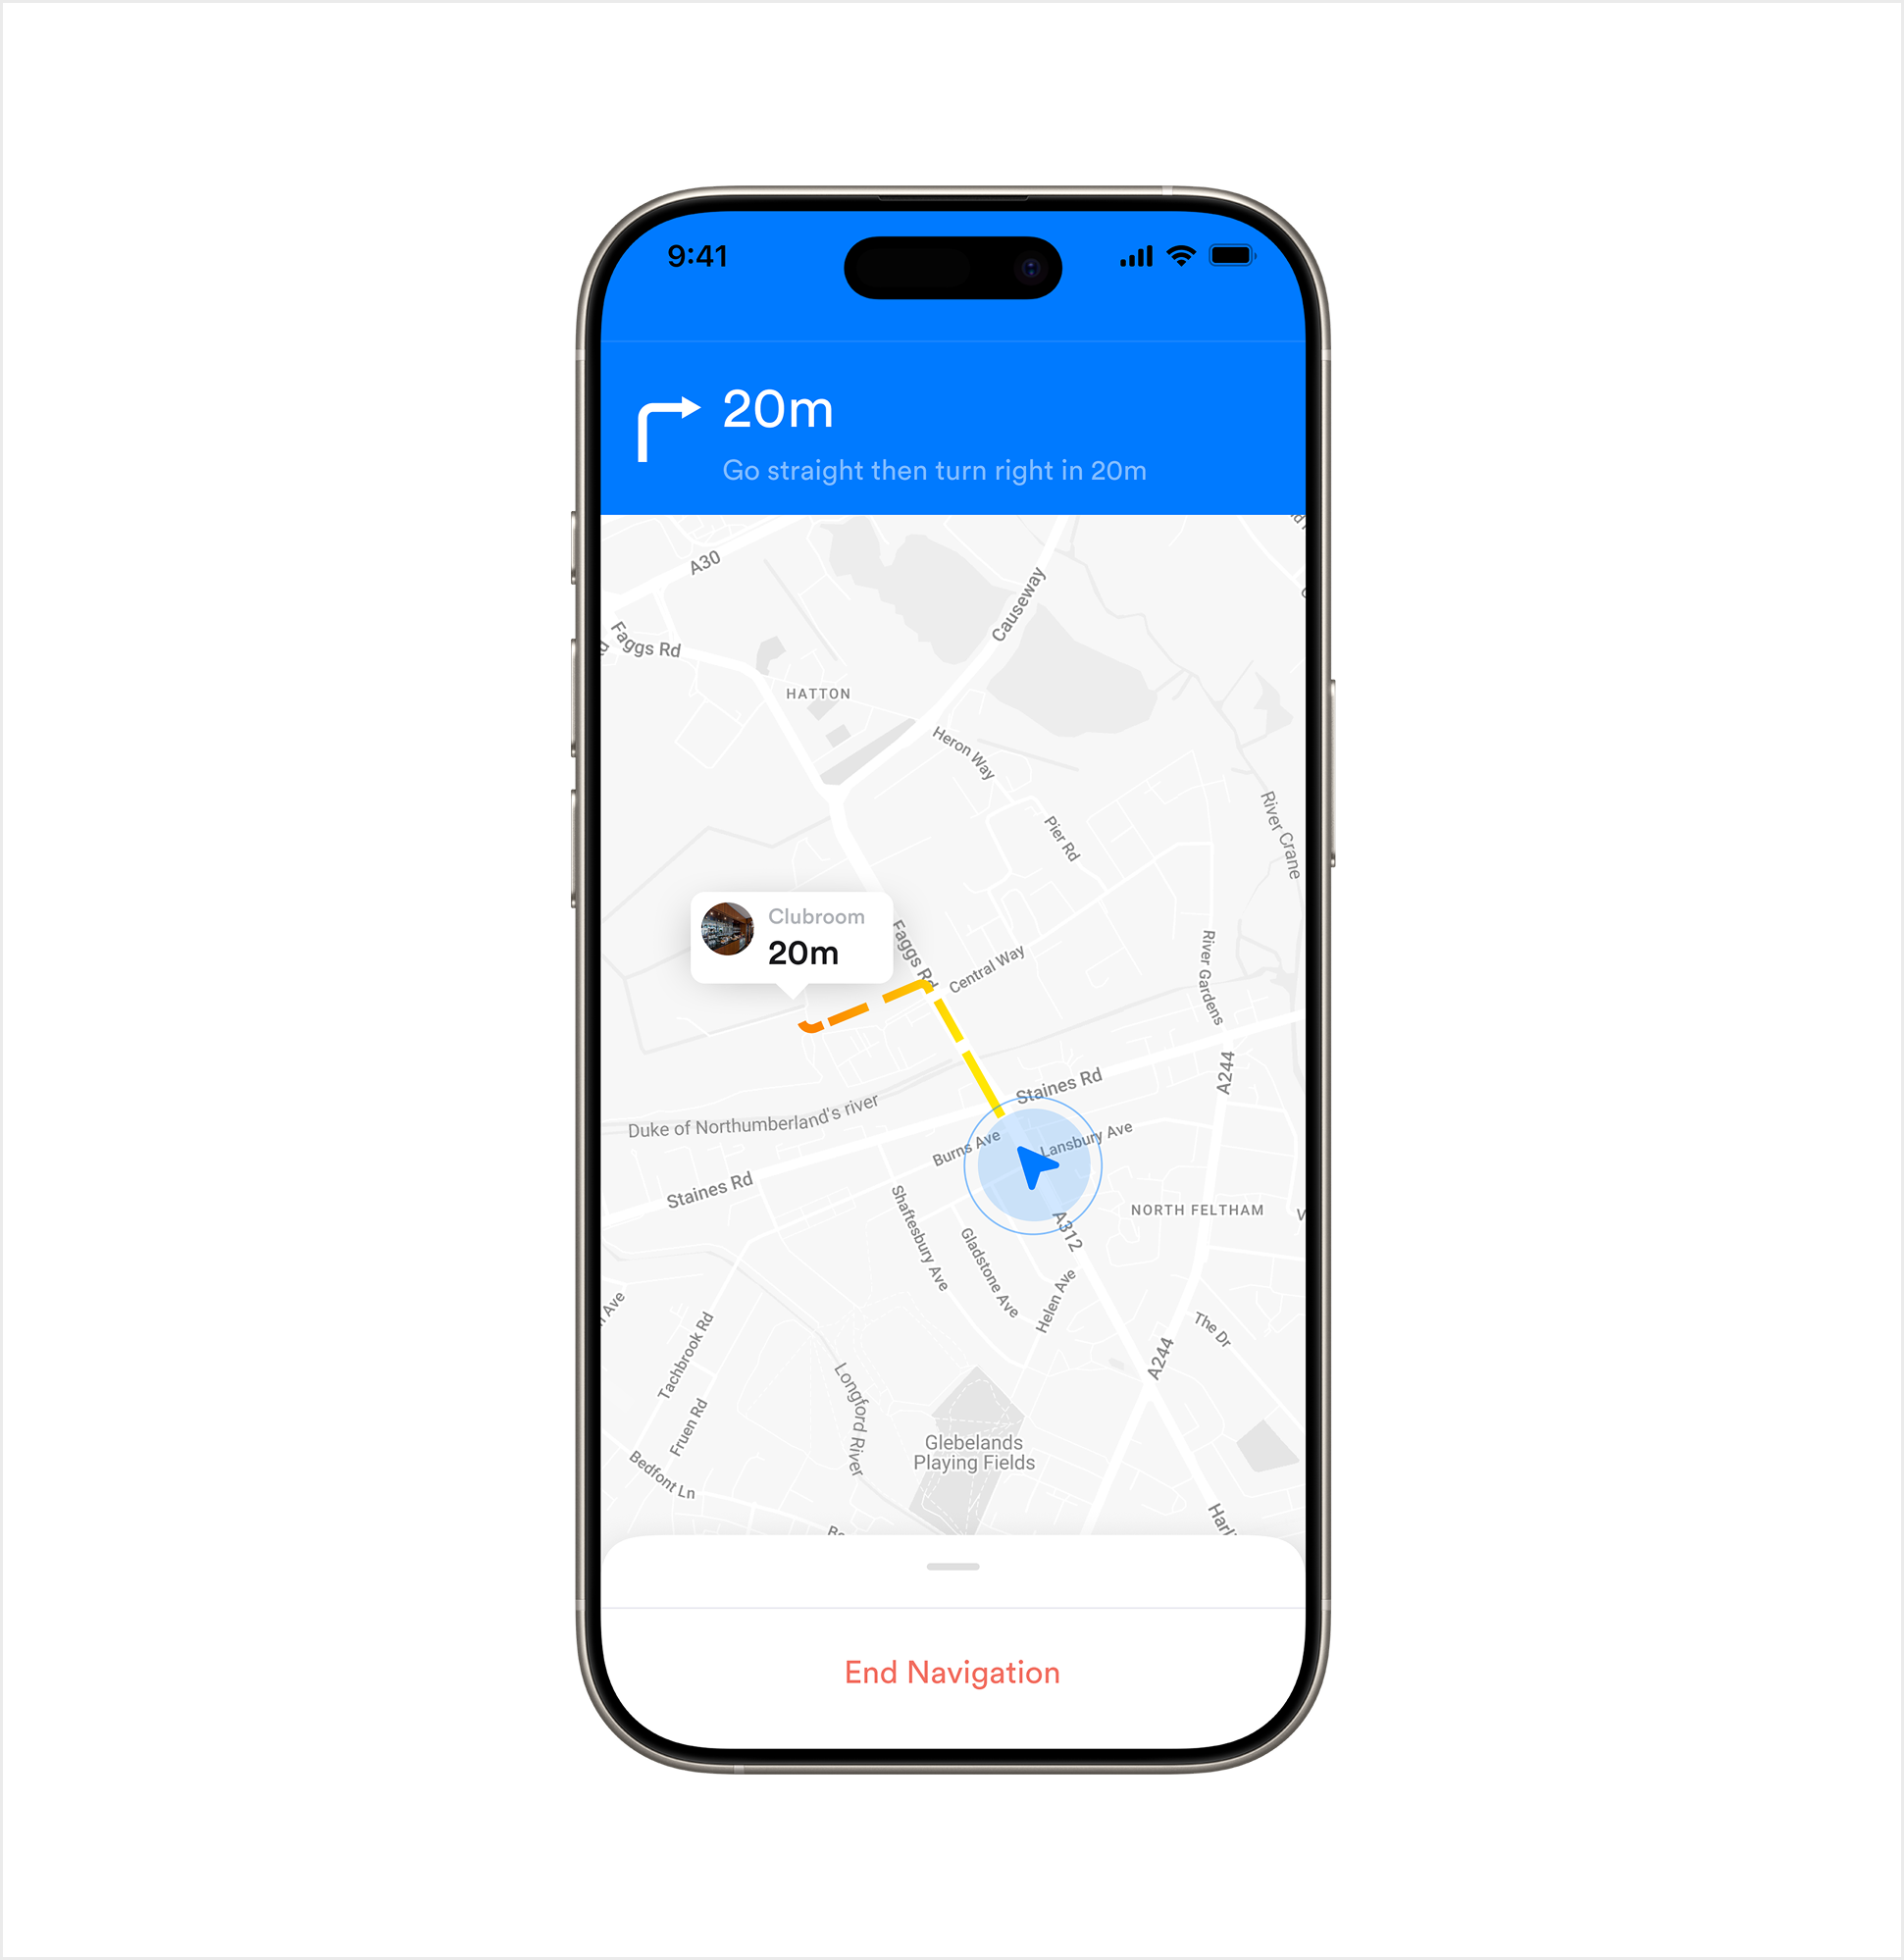 9:41
20m
Go straight then turn right in 20m
A30
Causeway
Faggs Rd
HATTON
Heron Way
Pier Rd
River Crane
Clubroom
20m
Faggs Rd
Central Way
River Gardens
Staines Rd
A244
Duke of Northumberland's river
Burns Ave
Lansbury Ave
Staines Rd
Shaftesbury Ave
NORTH FELTHAM
A312
Gladstone Ave
Helen Ave
Ave
Tachbrook Rd
The Dr
A244
Longford River
Fruen Rd
Glebelands
Playing Fields
Bedfont Ln
Harli
End Navigation